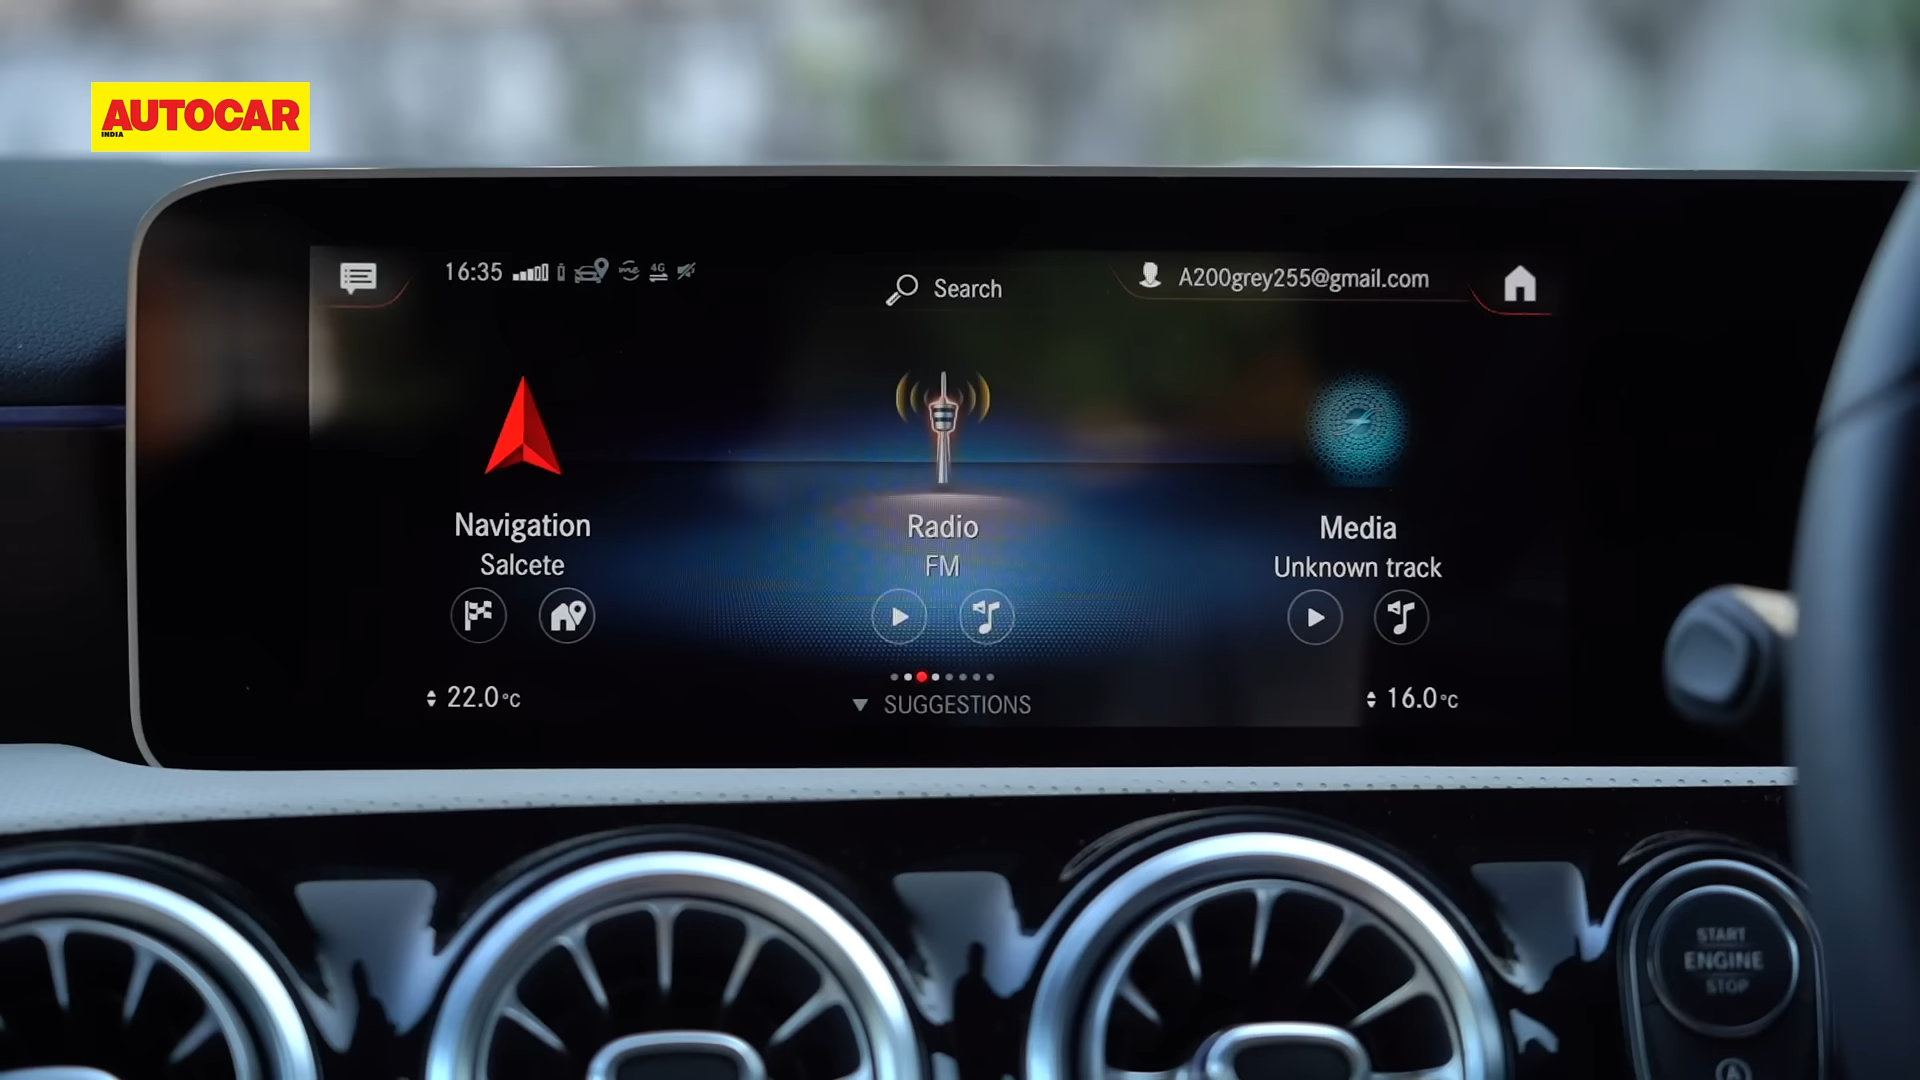 AUTOCAR
INDIA
16:35
4G
Search
A200grey255@gmail.com
Navigation
Salcete
Radio
FM
Media
Unknown track
22.0°C
SUGGESTIONS
16.0°C
START
ENGINE
STOP
A